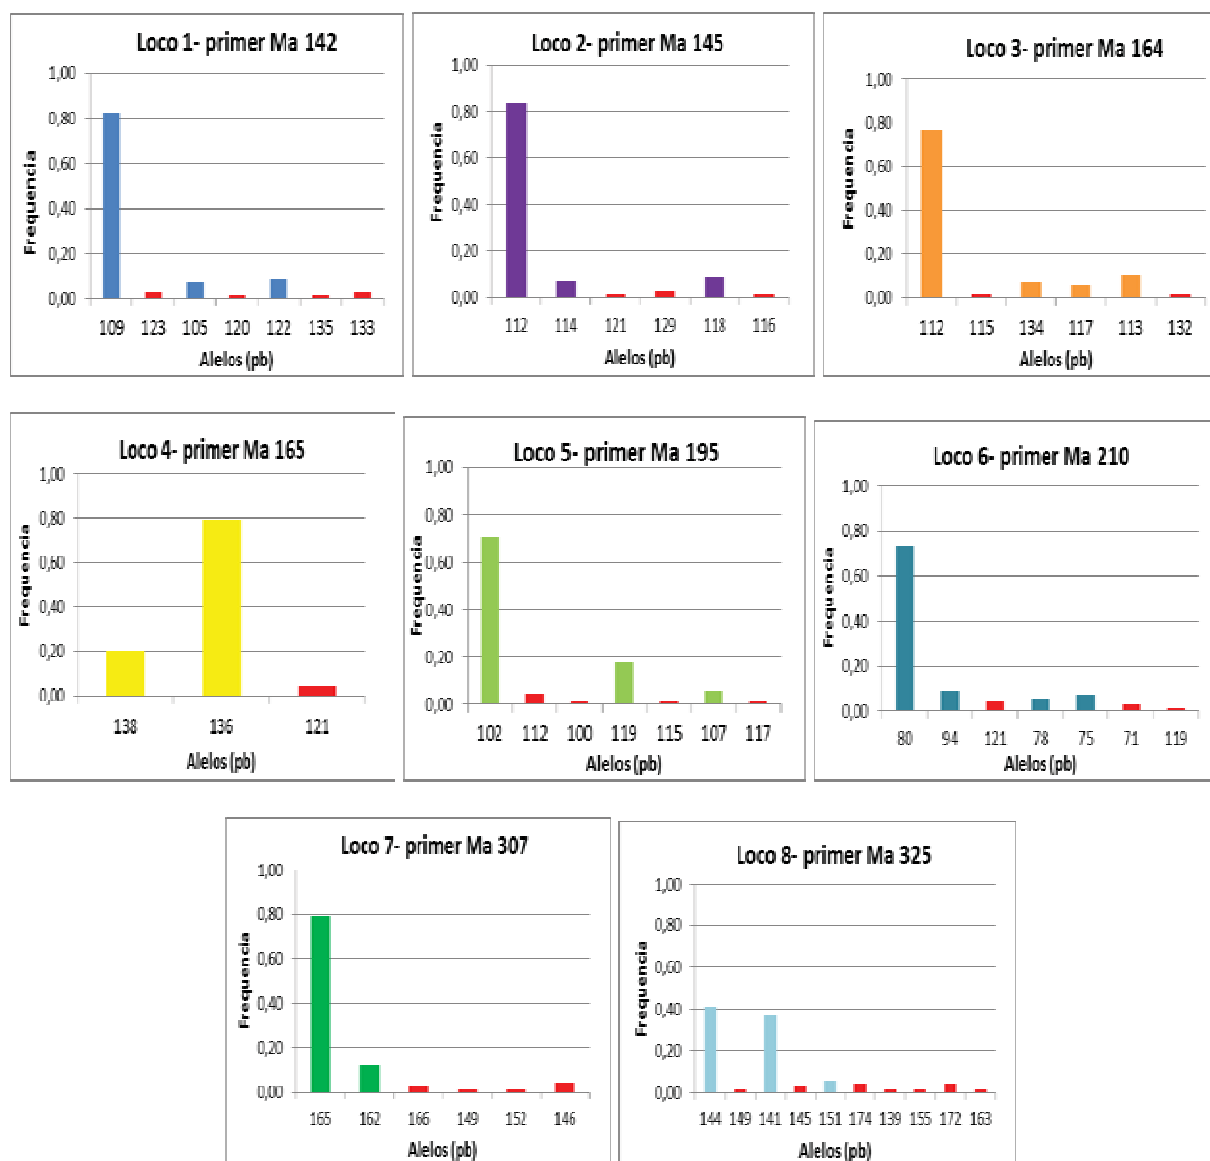 Loco 1- primer Ma 142
Frequencia
1,00
0,80
0,60
0,40
0,20
0,00
109 123 105 120 122 135 133
Alelos (pb)
Loco 2- primer Ma 145
Frequencia
1,00
0,80
0,60
0,40
0,20
0,00
112 114 121 129 118 116
Alelos (pb)
Loco 3- primer Ma 164
Frequencia
1,00
0,80
0,60
0,40
0,20
0,00
112 115 134 117 113 132
Alelos (pb)
Loco 4- primer Ma 165
Frequencia
1,00
0,80
0,60
0,40
0,20
0,00
138 136 121
Alelos (pb)
Loco 5- primer Ma 195
Frequencia
1,00
0,80
0,60
0,40
0,20
0,00
102 112 100 119 115 107 117
Alelos (pb)
Loco 6- primer Ma 210
Frequencia
1,00
0,80
0,60
0,40
0,20
0,00
80 94 121 78 75 71 119
Alelos (pb)
Loco 7- primer Ma 307
Frequencia
1,00
0,80
0,60
0,40
0,20
0,00
165 162 166 149 152 146
Alelos (pb)
Loco 8- primer Ma 325
Frequencia
1,00
0,80
0,60
0,40
0,20
0,00
144 149 141 145 151 174 139 155 172 163
Alelos (pb)